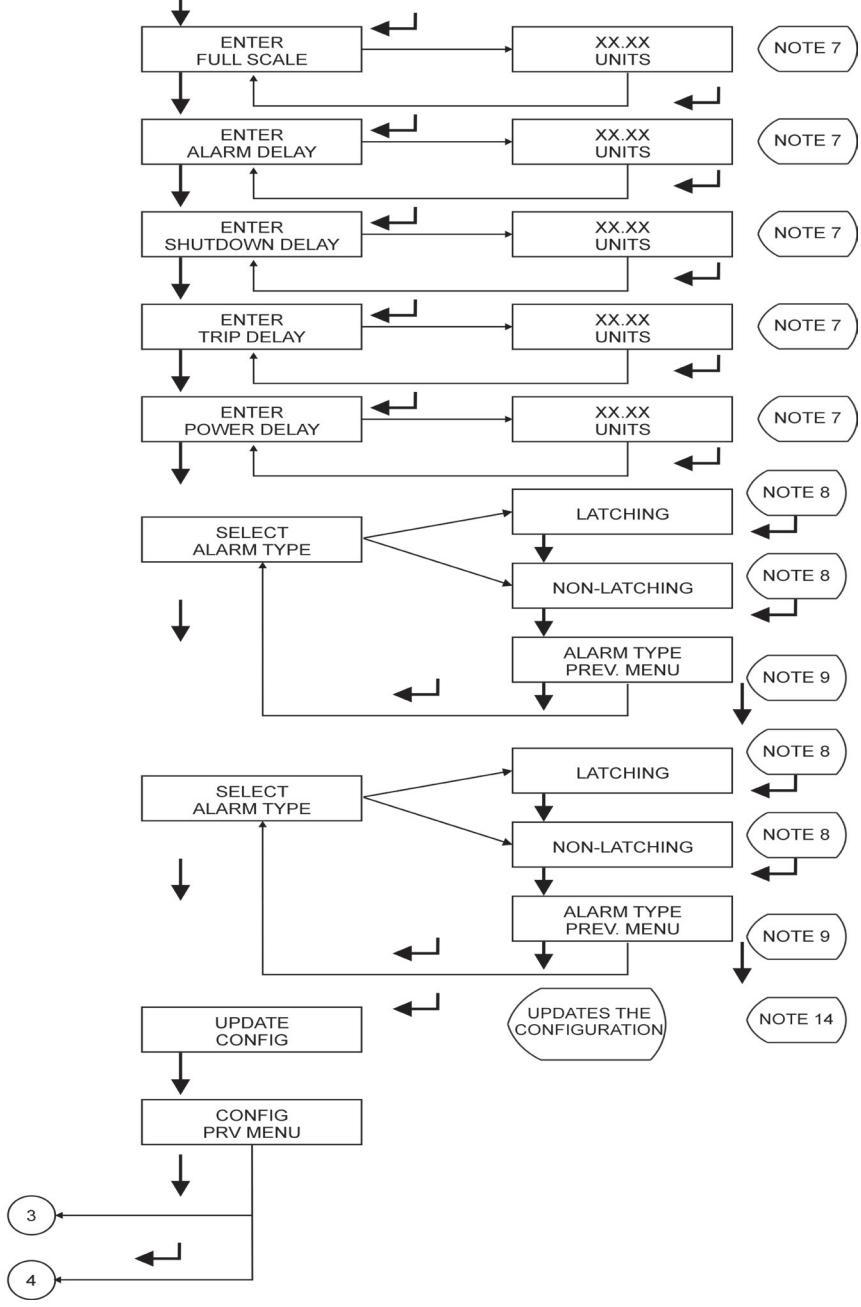 ENTER
FULL SCALE
XX.XX
UNITS
NOTE 7
ENTER
ALARM DELAY
XX.XX
UNITS
NOTE 7
ENTER
SHUTDOWN DELAY
XX.XX
UNITS
NOTE 7
ENTER
TRIP DELAY
XX.XX
UNITS
NOTE 7
ENTER
POWER DELAY
XX.XX
UNITS
NOTE 7
SELECT
ALARM TYPE
LATCHING
NOTE 8
NON-LATCHING
NOTE 8
ALARM TYPE
PREV. MENU
NOTE 9
SELECT
ALARM TYPE
LATCHING
NOTE 8
NON-LATCHING
NOTE 8
ALARM TYPE
PREV. MENU
NOTE 9
UPDATE
CONFIG
UPDATES THE
CONFIGURATION
NOTE 14
CONFIG
PRV MENU
3
4